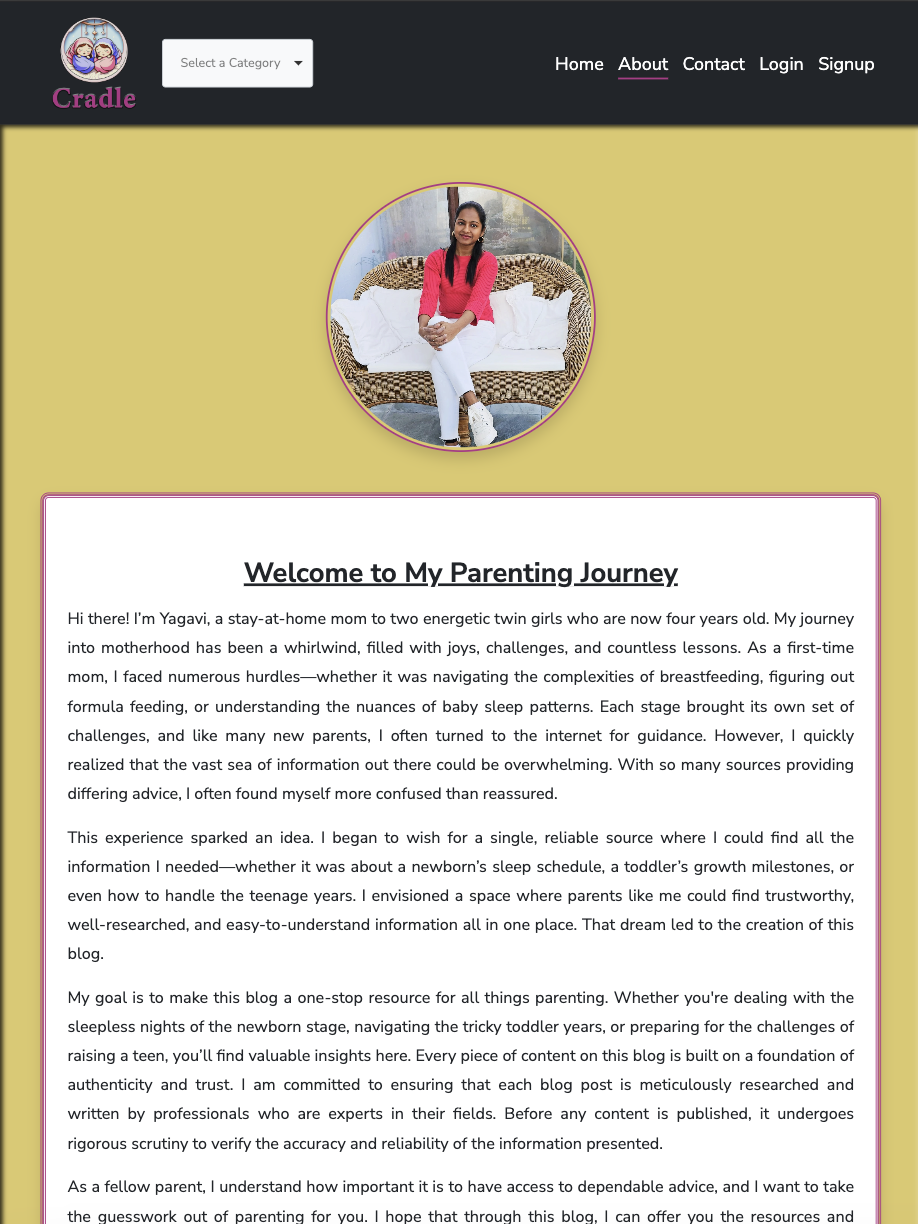 Cradle
Select a Category
Home About Contact Login Signup
Welcome to My Parenting Journey
Hi there! I’m Yagavi, a stay-at-home mom to two energetic twin girls who are now four years old. My journey
into motherhood has been a whirlwind, filled with joys, challenges, and countless lessons. As a first-time
mom, I faced numerous hurdles—whether it was navigating the complexities of breastfeeding, figuring out
formula feeding, or understanding the nuances of baby sleep patterns. Each stage brought its own set of
challenges, and like many new parents, I often turned to the internet for guidance. However, I quickly
realized that the vast sea of information out there could be overwhelming. With so many sources providing
differing advice, I often found myself more confused than reassured.
This experience sparked an idea. I began to wish for a single, reliable source where I could find all the
information I needed—whether it was about a newborn’s sleep schedule, a toddler’s growth milestones, or
even how to handle the teenage years. I envisioned a space where parents like me could find trustworthy,
well-researched, and easy-to-understand information all in one place. That dream led to the creation of this
blog.
My goal is to make this blog a one-stop resource for all things parenting. Whether you're dealing with the
sleepless nights of the newborn stage, navigating the tricky toddler years, or preparing for the challenges of
raising a teen, you’ll find valuable insights here. Every piece of content on this blog is built on a foundation of
authenticity and trust. I am committed to ensuring that each blog post is meticulously researched and
written by professionals who are experts in their fields. Before any content is published, it undergoes
rigorous scrutiny to verify the accuracy and reliability of the information presented.
As a fellow parent, I understand how important it is to have access to dependable advice, and I want to take
the guesswork out of parenting for you. I hope that through this blog, I can offer you the resources and